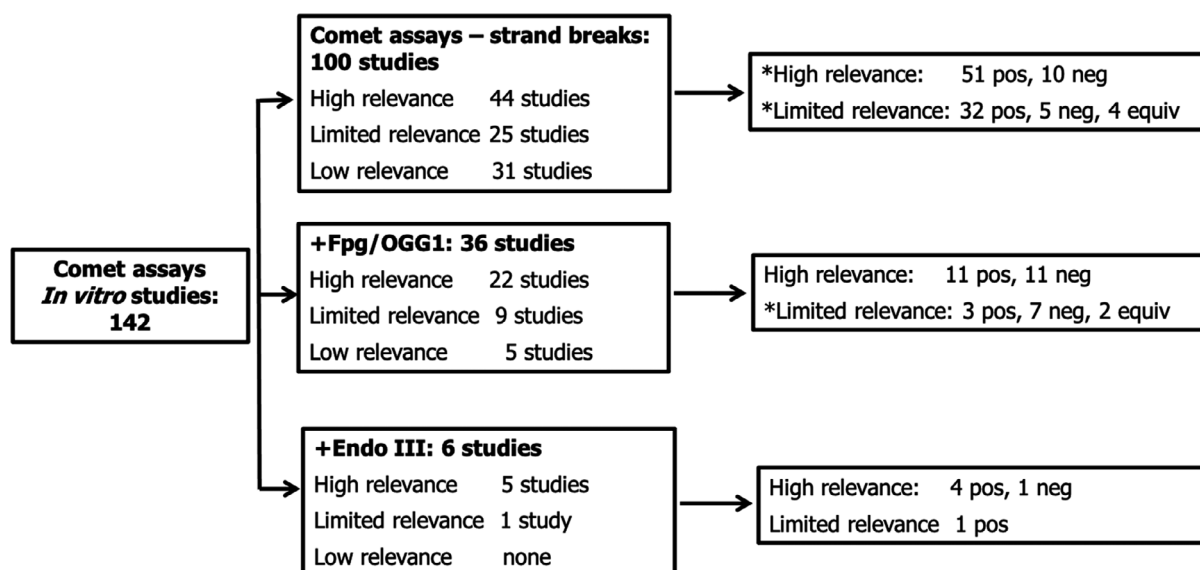 Comet assays
In vitro studies:
142
Comet assays – strand breaks:
100 studies
High relevance 44 studies
Limited relevance 25 studies
Low relevance 31 studies
*High relevance: 51 pos, 10 neg
*Limited relevance: 32 pos, 5 neg, 4 equiv
+Fpg/OGG1: 36 studies
High relevance 22 studies
Limited relevance 9 studies
Low relevance 5 studies
High relevance: 11 pos, 11 neg
*Limited relevance: 3 pos, 7 neg, 2 equiv
+Endo III: 6 studies
High relevance 5 studies
Limited relevance 1 study
Low relevance none
High relevance: 4 pos, 1 neg
Limited relevance 1 pos